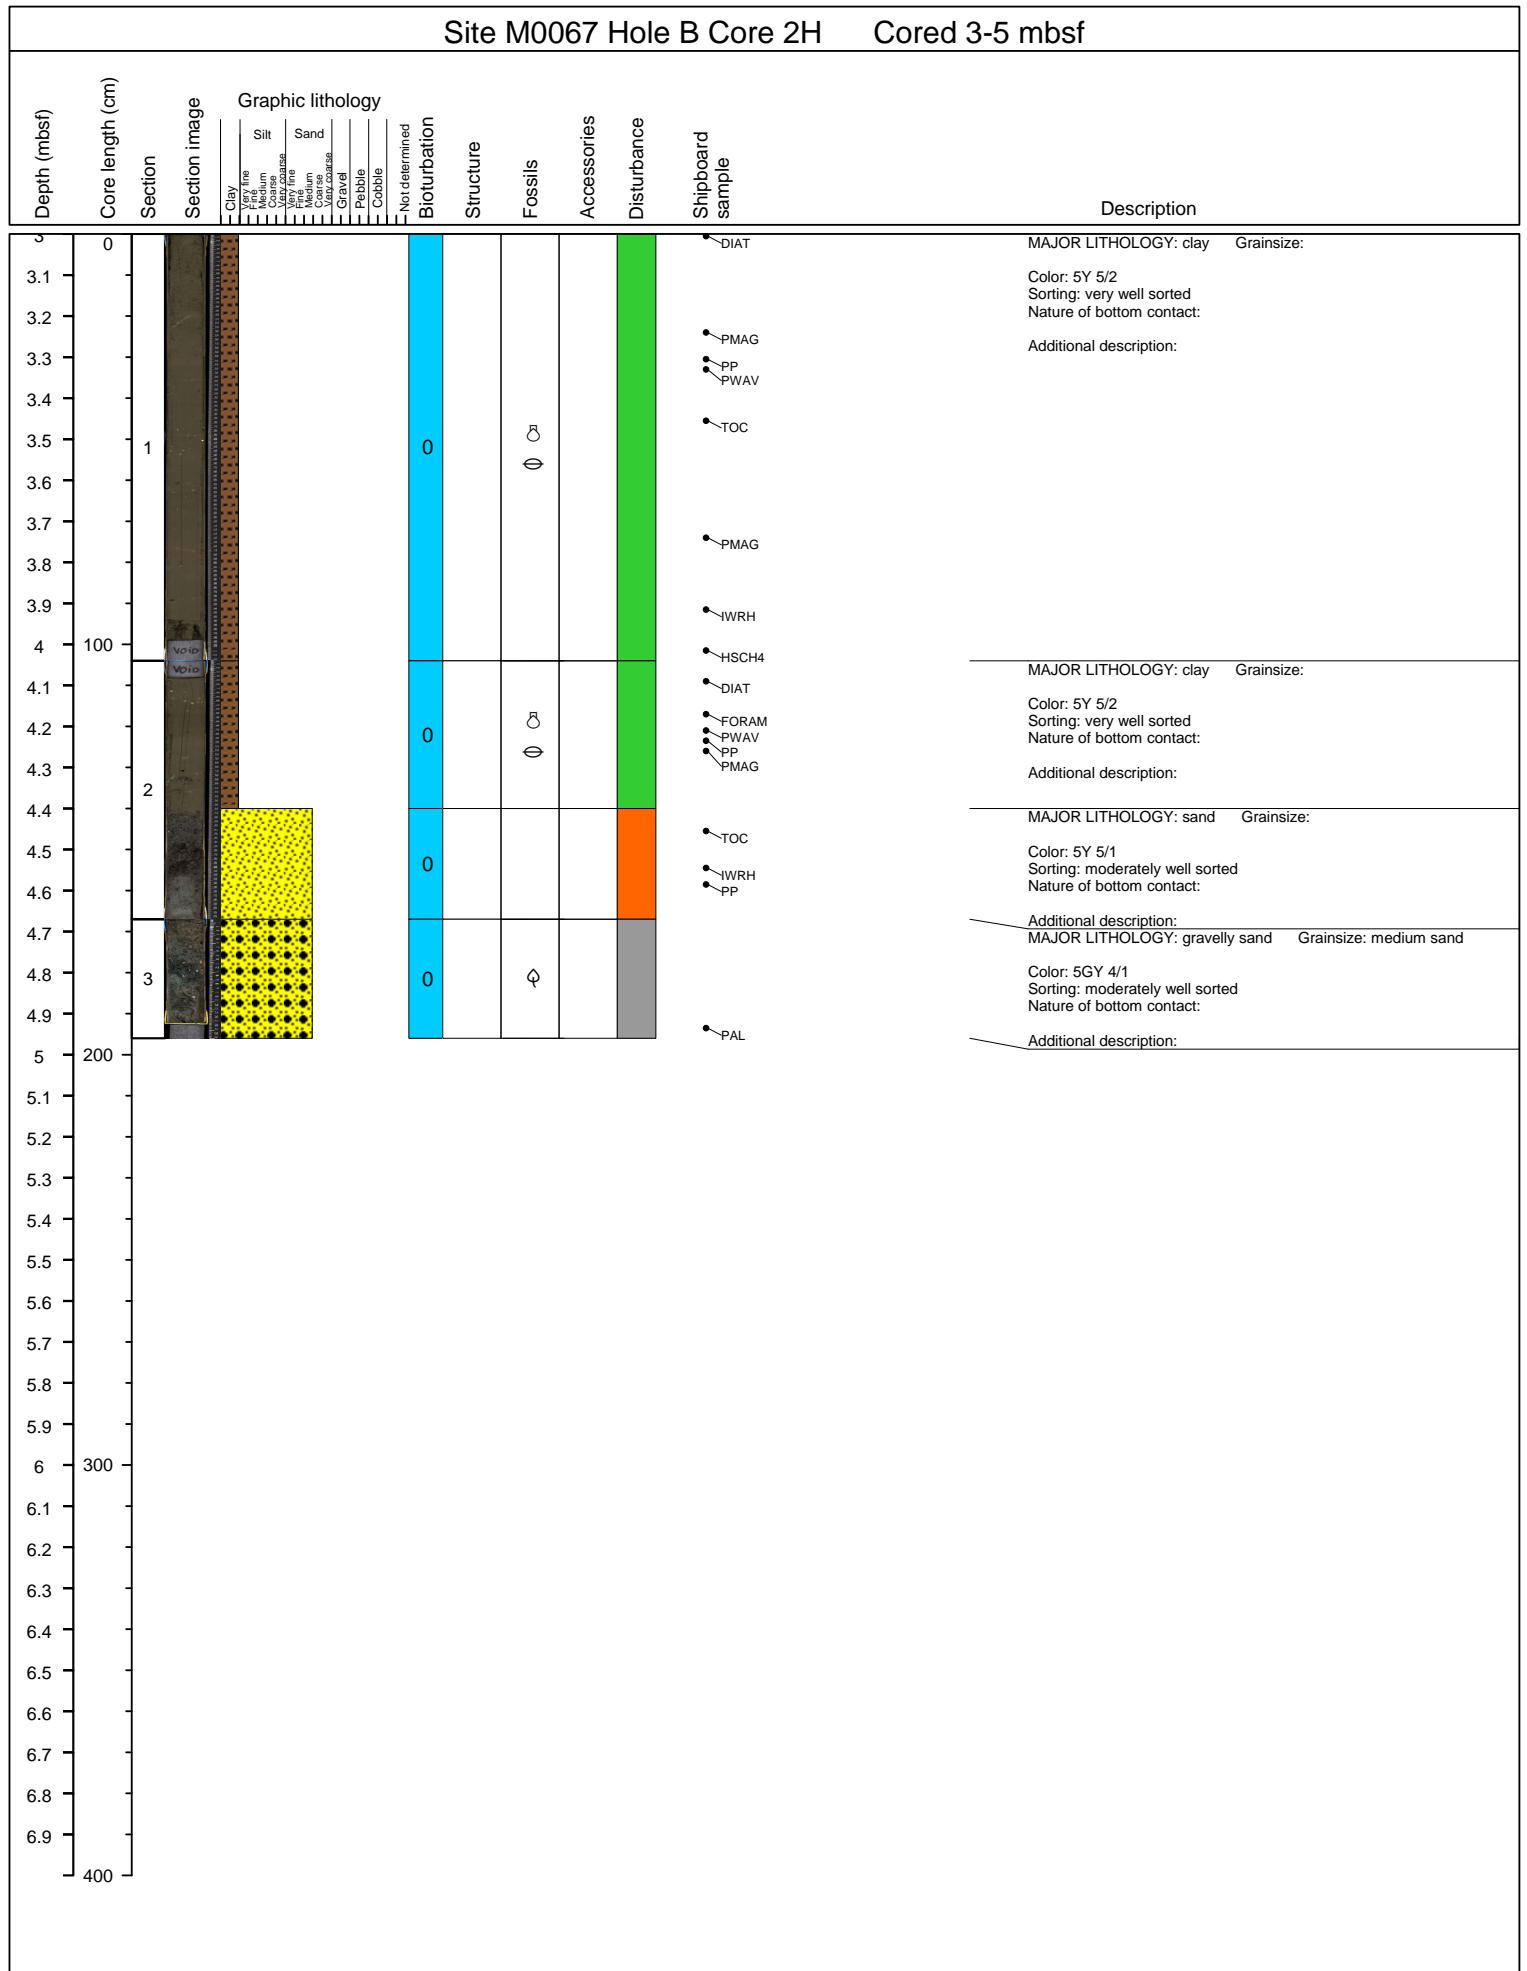 Site M0067 Hole B Core 2H Cored 3-5 mbsf
Depth (mbsf)
Core length (cm)
Section
Section image
Graphic lithology
Clay
Silt
Very fine
Fine
Medium
Coarse
Very coarse
Sand
Very fine
Fine
Medium
Coarse
Very coarse
Gravel
Pebble
Cobble
Not determined
Bioturbation
Structure
Fossils
Accessories
Disturbance
Shipboard
sample
Description
3
3.1
3.2
3.3
3.4
3.5
3.6
3.7
3.8
3.9
4
4.1
4.2
4.3
4.4
4.5
4.6
4.7
4.8
4.9
5
5.1
5.2
5.3
5.4
5.5
5.6
5.7
5.8
5.9
6
6.1
6.2
6.3
6.4
6.5
6.6
6.7
6.8
6.9
0
100
200
300
400
1
2
3
VOID
VOID
0
0
0
0
DIAT
PMAG
PP
PWAV
TOC
PMAG
IWRH
HSCH4
DIAT
FORAM
PWAV
PP
PMAG
TOC
IWRH
PP
PAL
MAJOR LITHOLOGY: clay Grainsize:
Color: 5Y 5/2
Sorting: very well sorted
Nature of bottom contact:
Additional description:
MAJOR LITHOLOGY: clay Grainsize:
Color: 5Y 5/2
Sorting: very well sorted
Nature of bottom contact:
Additional description:
MAJOR LITHOLOGY: sand Grainsize:
Color: 5Y 5/1
Sorting: moderately well sorted
Nature of bottom contact:
Additional description:
MAJOR LITHOLOGY: gravelly sand Grainsize: medium sand
Color: 5GY 4/1
Sorting: moderately well sorted
Nature of bottom contact:
Additional description: